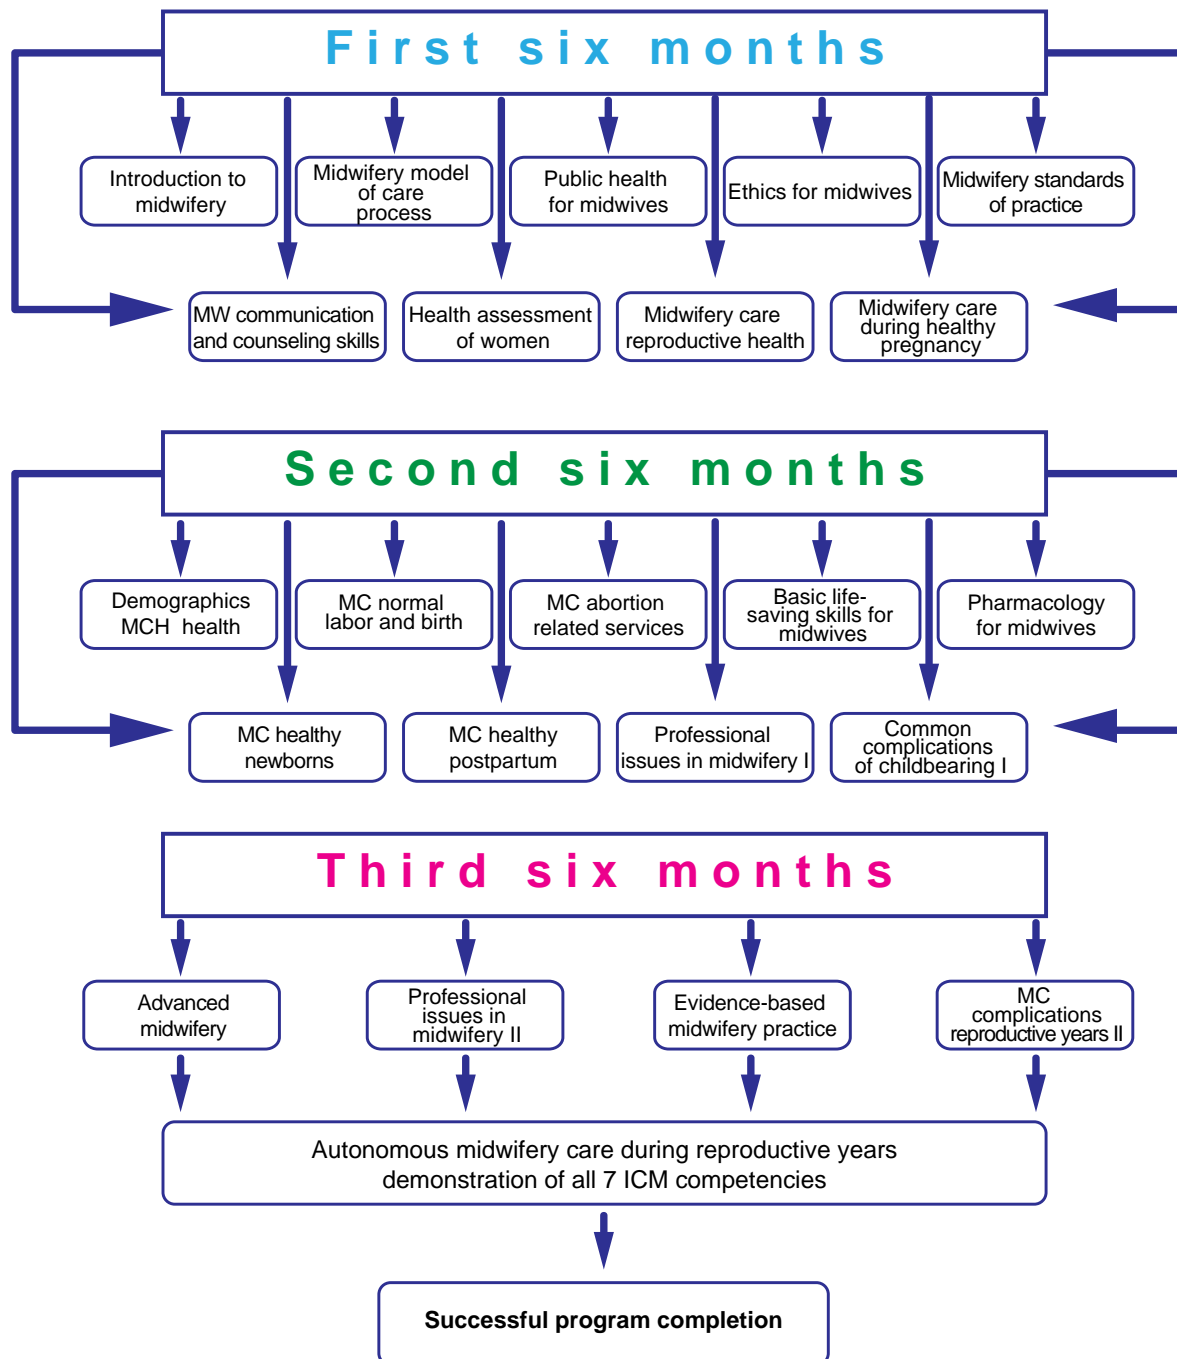 First six months
Introduction to
midwifery
Midwifery model
of care
process
Public health
for midwives
Ethics for midwives
Midwifery standards
of practice
MW communication
and counseling skills
Health assessment
of women
Midwifery care
reproductive health
Midwifery care
during healthy
pregnancy
Second six months
Demographics
MCH health
MC normal
labor and birth
MC abortion
related services
Basic life-
saving skills for
midwives
Pharmacology
for midwives
MC healthy
newborns
MC healthy
postpartum
Professional
issues in midwifery I
Common
complications
of childbearing I
Third six months
Advanced
midwifery
Professional
issues in
midwifery II
Evidence-based
midwifery practice
MC
complications
reproductive years II
Autonomous midwifery care during reproductive years
demonstration of all 7 ICM competencies
Successful program completion